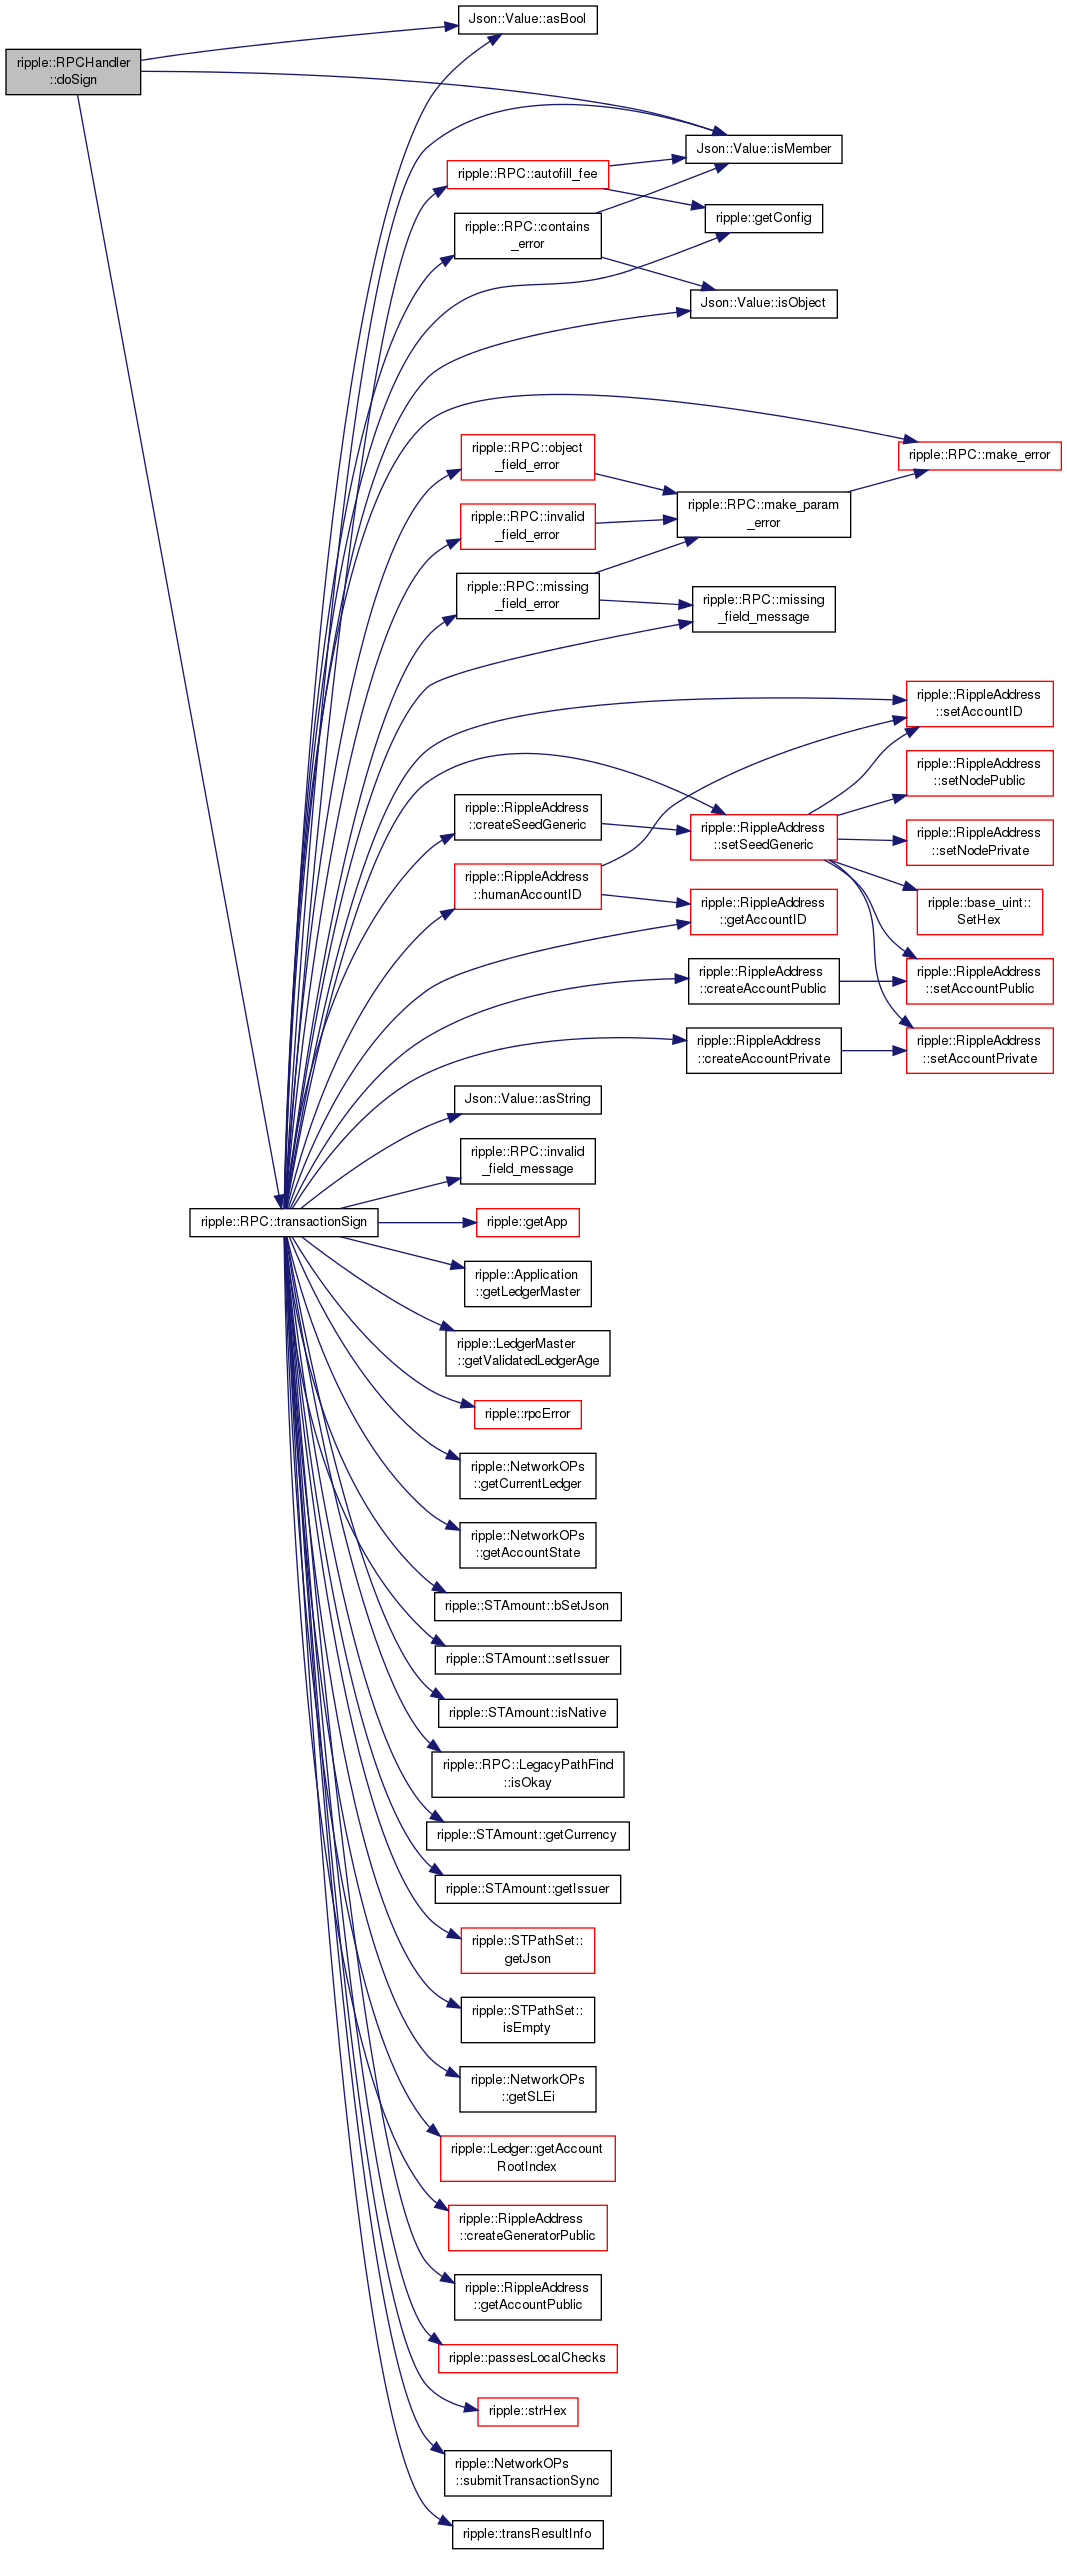 Json::Value::asBool
ripple::RPCHandler
::doSign
Json::Value::isMember
ripple::RPC::autofill_fee
ripple::getConfig
ripple::RPC::contains
_error
Json::Value::isObject
ripple::RPC::object
_field_error
ripple::RPC::make_error
ripple::RPC::make_param
_error
ripple::RPC::invalid
_field_error
ripple::RPC::missing
_field_error
ripple::RPC::missing
_field_message
ripple::RippleAddress
::setAccountID
ripple::RippleAddress
::setNodePublic
ripple::RippleAddress
::createSeedGeneric
ripple::RippleAddress
::setSeedGeneric
ripple::RippleAddress
::setNodePrivate
ripple::RippleAddress
::humanAccountID
ripple::RippleAddress
::getAccountID
ripple::base_uint::
SetHex
ripple::RippleAddress
::createAccountPublic
ripple::RippleAddress
::setAccountPublic
ripple::RippleAddress
::createAccountPrivate
ripple::RippleAddress
::setAccountPrivate
Json::Value::asString
ripple::RPC::invalid
_field_message
ripple::RPC::transactionSign
ripple::getApp
ripple::Application
::getLedgerMaster
ripple::LedgerMaster
::getValidatedLedgerAge
ripple::rpcError
ripple::NetworkOPs
::getCurrentLedger
ripple::NetworkOPs
::getAccountState
ripple::STAmount::bSetJson
ripple::STAmount::setIssuer
ripple::STAmount::isNative
ripple::RPC::LegacyPathFind
::isOkay
ripple::STAmount::getCurrency
ripple::STAmount::getIssuer
ripple::STPathSet::
getJson
ripple::STPathSet::
isEmpty
ripple::NetworkOPs
::getSLEi
ripple::Ledger::getAccount
RootIndex
ripple::RippleAddress
::createGeneratorPublic
ripple::RippleAddress
::getAccountPublic
ripple::passesLocalChecks
ripple::strHex
ripple::NetworkOPs
::submitTransactionSync
ripple::transResultInfo